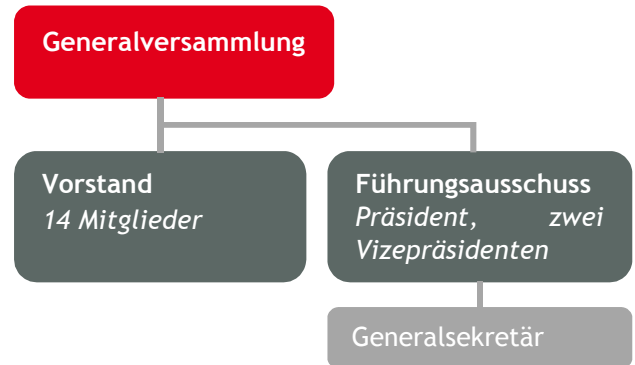 Generalversammlung
Vorstand
14 Mitglieder
Führungsausschuss
Präsident, zwei
Vizepräsidenten
Generalsekretär